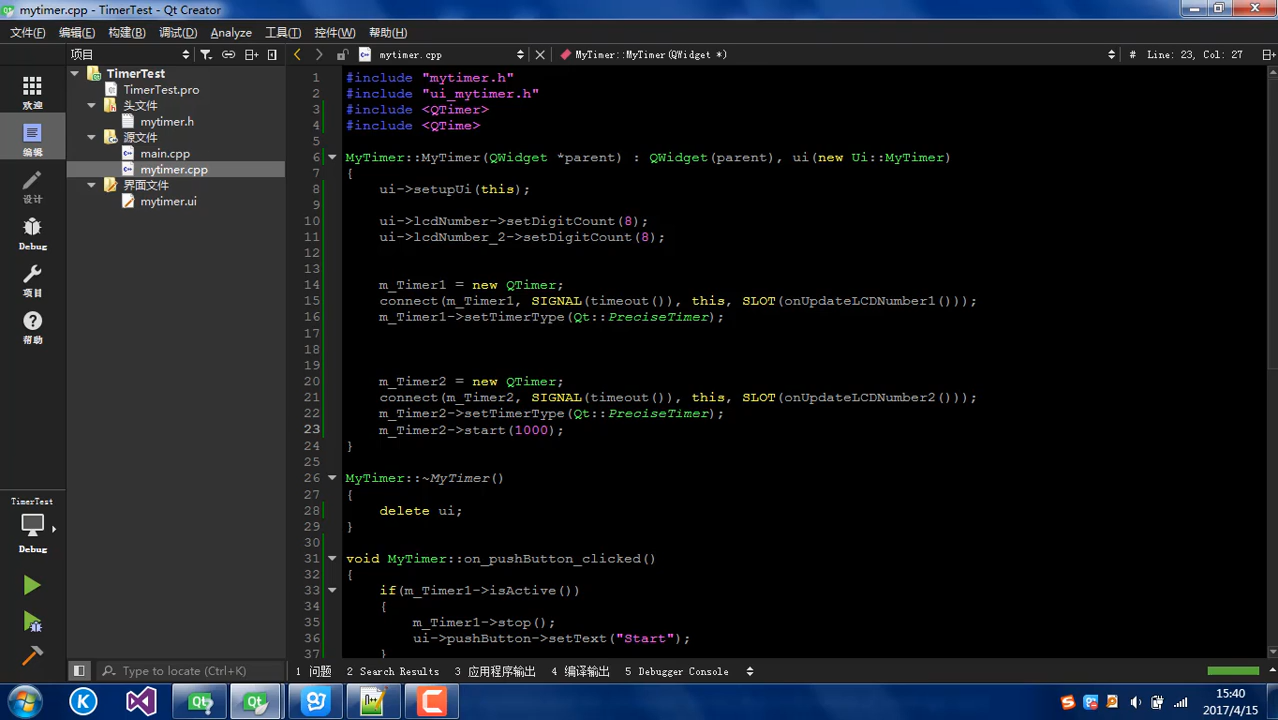 mytimer.cpp - TimerTest - Qt Creator
文件(F) 编辑(E) 构建(B) 调试(D) Analyze 工具(T) 控件(W) 帮助(H)
项目
mytimer.cpp
MyTimer::MyTimer(QWidget *)
# Line: 23, Col: 27
欢迎
编辑
设计
Debug
项目
帮助
TimerTest
Debug
TimerTest
TimerTest.pro
头文件
mytimer.h
源文件
main.cpp
mytimer.cpp
界面文件
mytimer.ui
1 #include "mytimer.h"
2 #include "ui_mytimer.h"
3 #include <QTimer>
4 #include <QTime>
5
6 MyTimer::MyTimer(QWidget *parent) : QWidget(parent), ui(new Ui::MyTimer)
7 {
8 ui->setupUi(this);
9
10 ui->lcdNumber->setDigitCount(8);
11 ui->lcdNumber_2->setDigitCount(8);
12
13
14 m_Timer1 = new QTimer;
15 connect(m_Timer1, SIGNAL(timeout()), this, SLOT(onUpdateLCDNumber1()));
16 m_Timer1->setTimerType(Qt::PreciseTimer);
17
18
19
20 m_Timer2 = new QTimer;
21 connect(m_Timer2, SIGNAL(timeout()), this, SLOT(onUpdateLCDNumber2()));
22 m_Timer2->setTimerType(Qt::PreciseTimer);
23 m_Timer2->start(1000);
24 }
25
26 MyTimer::~MyTimer()
27 {
28 delete ui;
29 }
30
31 void MyTimer::on_pushButton_clicked()
32 {
33 if(m_Timer1->isActive())
34 {
35 m_Timer1->stop();
36 ui->pushButton->setText("Start");
37 }
Type to locate (Ctrl+K)
1 问题 2 Search Results 3 应用程序输出 4 编译输出 5 Debugger Console
15:40
2017/4/15